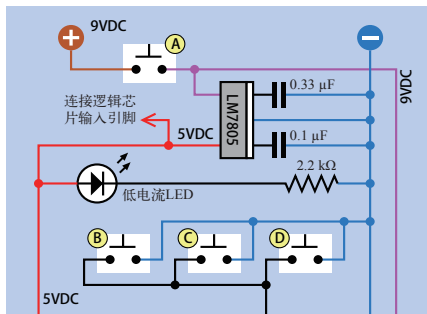 9VDC
A
连接逻辑芯
片输入引脚
5VDC
LM7805
0.33 μF
0.1 μF
9VDC
2.2 kΩ
低电流LED
B
C
D
5VDC